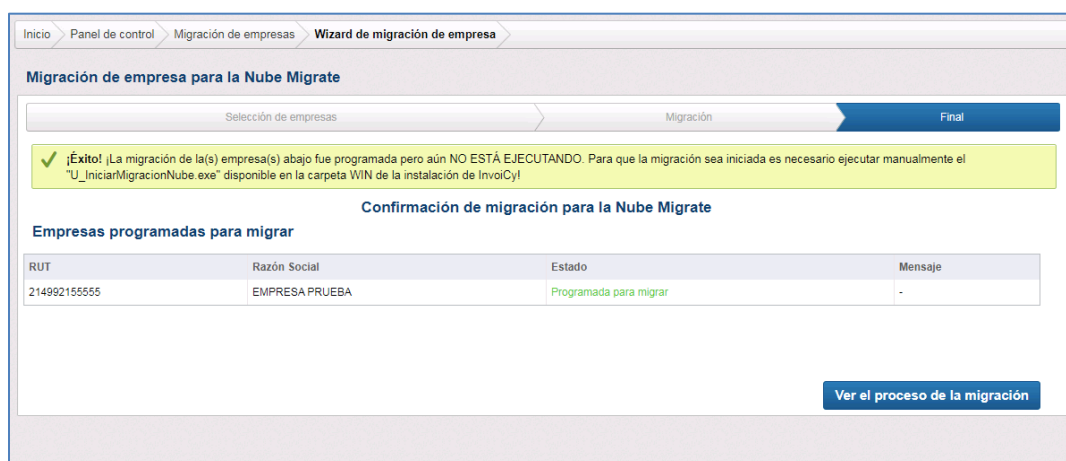 Inicio Panel de control Migración de empresas Wizard de migración de empresa
Migración de empresa para la Nube Migrate
Selección de empresas Migración Final
¡Éxito! ¡La migración de la(s) empresa(s) abajo fue programada pero aún NO ESTÁ EJECUTANDO. Para que la migración sea iniciada es necesario ejecutar manualmente el
"U_IniciarMigracionNube.exe" disponible en la carpeta WIN de la instalación de InvoiCy!
Confirmación de migración para la Nube Migrate
Empresas programadas para migrar
RUT Razón Social Estado Mensaje
214992155555 EMPRESA PRUEBA Programada para migrar -
Ver el proceso de la migración